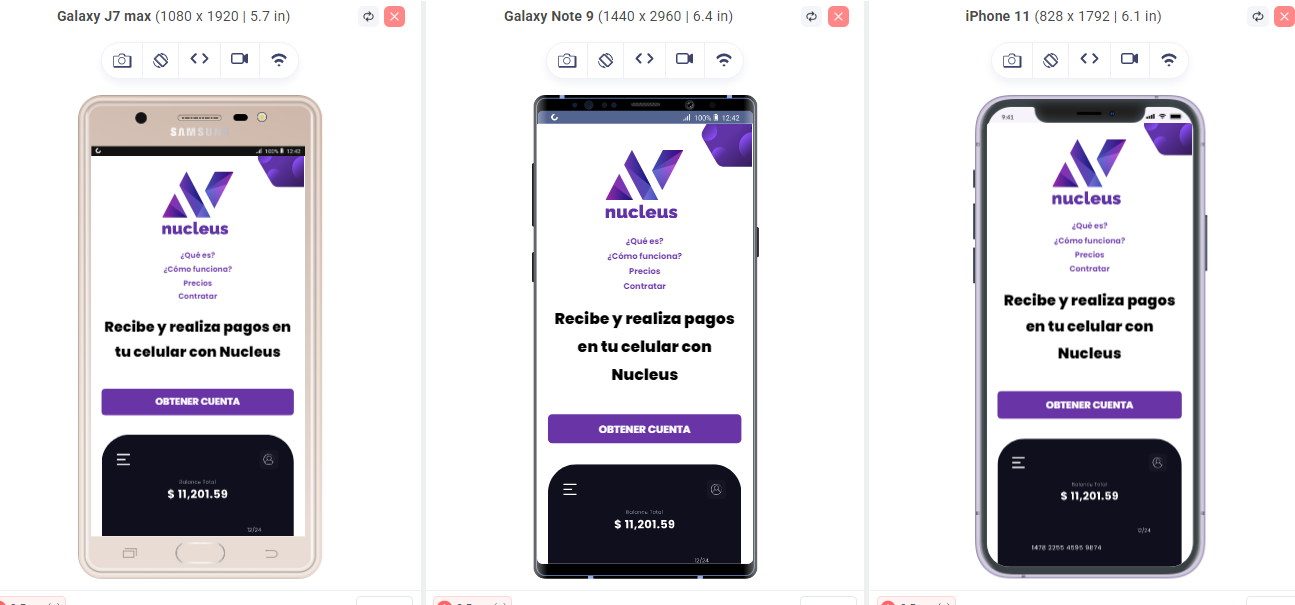 Galaxy J7 max (1080 x 1920 | 5.7 in)
SAMSUNG
100% 12:42
nucleus
¿Qué es?
¿Cómo funciona?
Precios
Contratar
Recibe y realiza pagos en
tu celular con Nucleus
OBTENER CUENTA
Balance Total
$ 11,201.59
12/24
Galaxy Note 9 (1440 x 2960 | 6.4 in)
100% 12:42
nucleus
¿Qué es?
¿Cómo funciona?
Precios
Contratar
Recibe y realiza pagos
en tu celular con
Nucleus
OBTENER CUENTA
Balance Total
$ 11,201.59
12/24
iPhone 11 (828 x 1792 | 6.1 in)
9:41
nucleus
¿Qué es?
¿Cómo funciona?
Precios
Contratar
Recibe y realiza pagos
en tu celular con
Nucleus
OBTENER CUENTA
Balance Total
$ 11,201.59
12/24
1478 2255 4595 9874